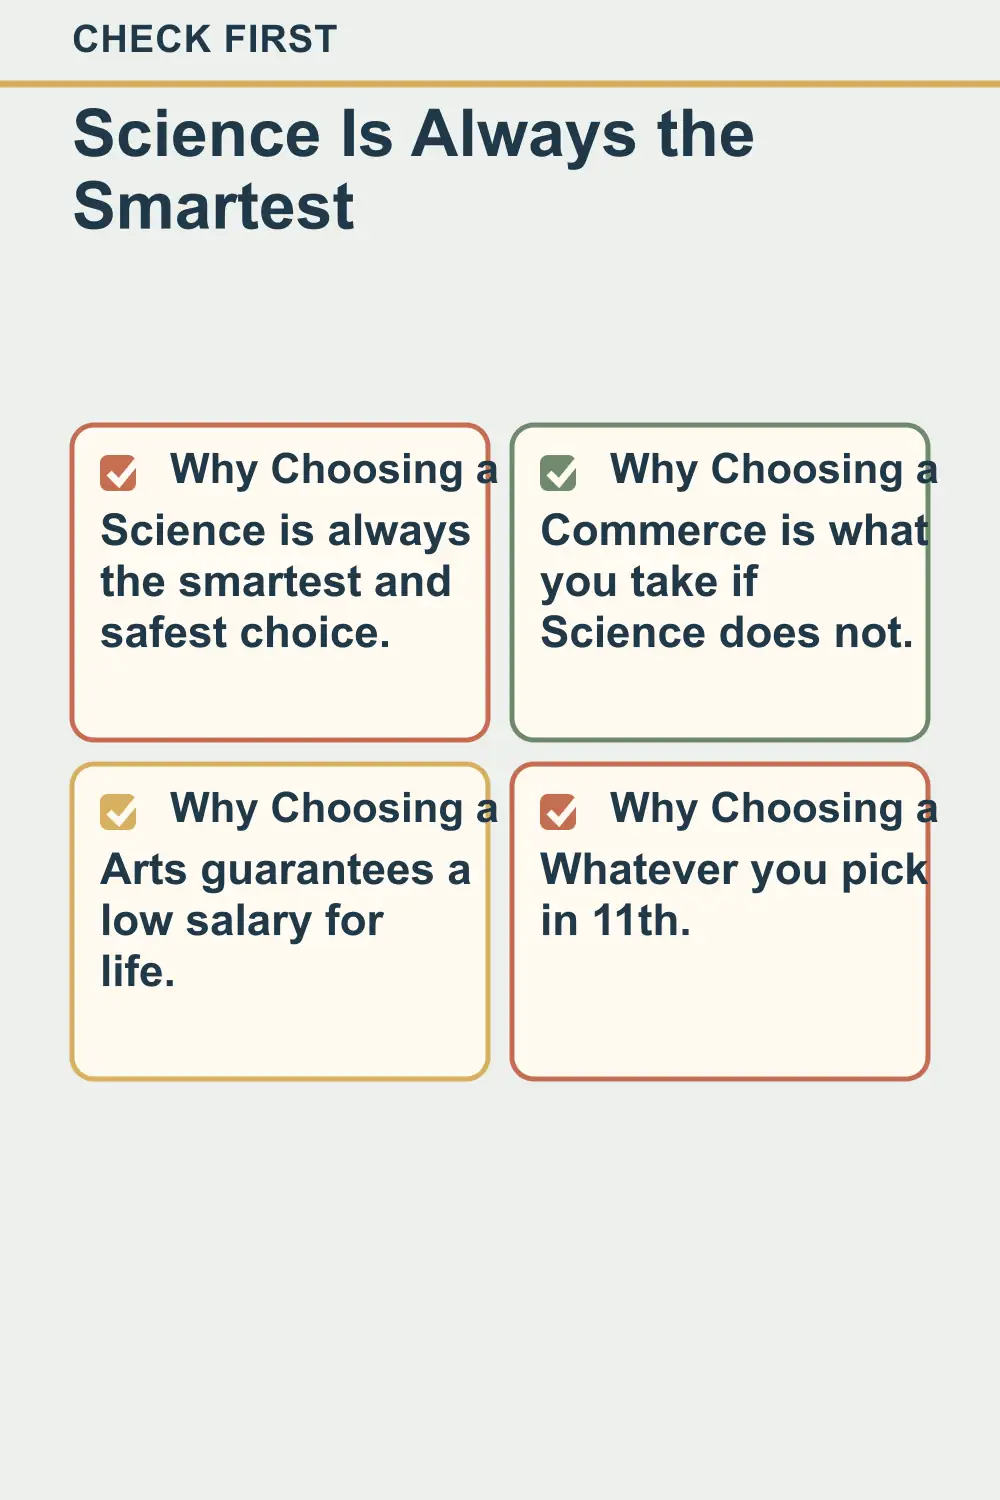 CHECK FIRST
Science Is Always the
Smartest
Why Choosing a
Science is always
the smartest and
safest choice.
Why Choosing a
Commerce is what
you take if
Science does not.
Why Choosing a
Arts guarantees a
low salary for
life.
Why Choosing a
Whatever you pick
in 11th.